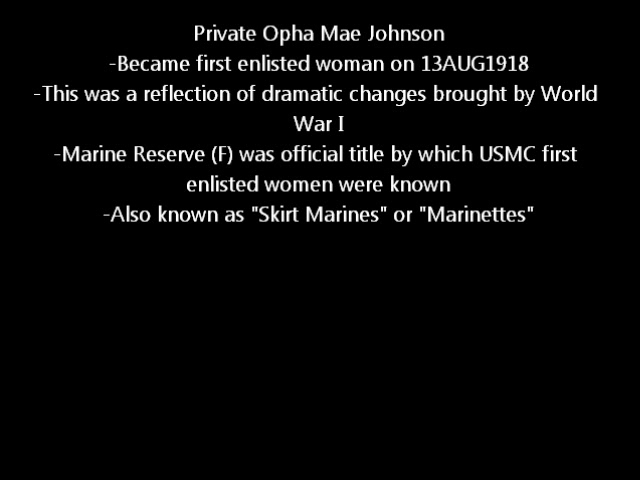 Private Opha Mae Johnson
-Became first enlisted woman on 13AUG1918
-This was a reflection of dramatic changes brought by World
War I
-Marine Reserve (F) was official title by which USMC first
enlisted women were known
-Also known as "Skirt Marines" or "Marinettes"